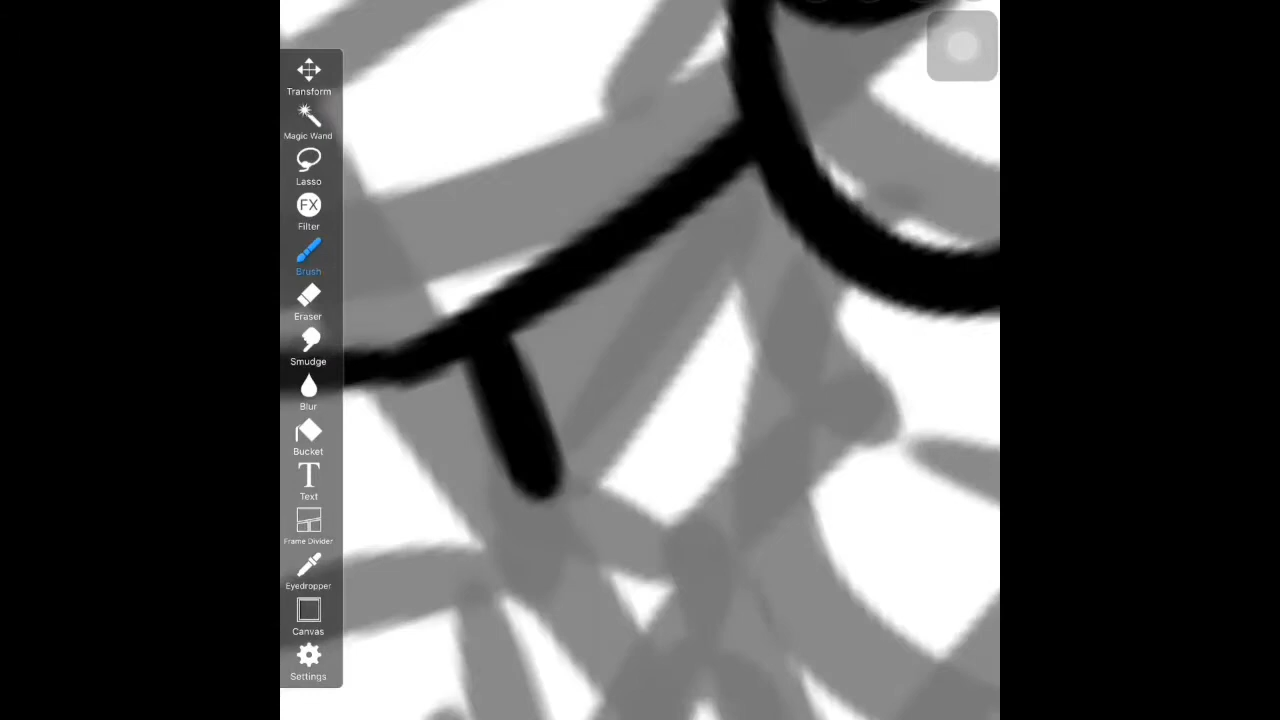 Transform
Magic Wand
Lasso
FX
Filter
Brush
Eraser
Smudge
Blur
Bucket
T
Text
Frame Divider
Eyedropper
Canvas
Settings